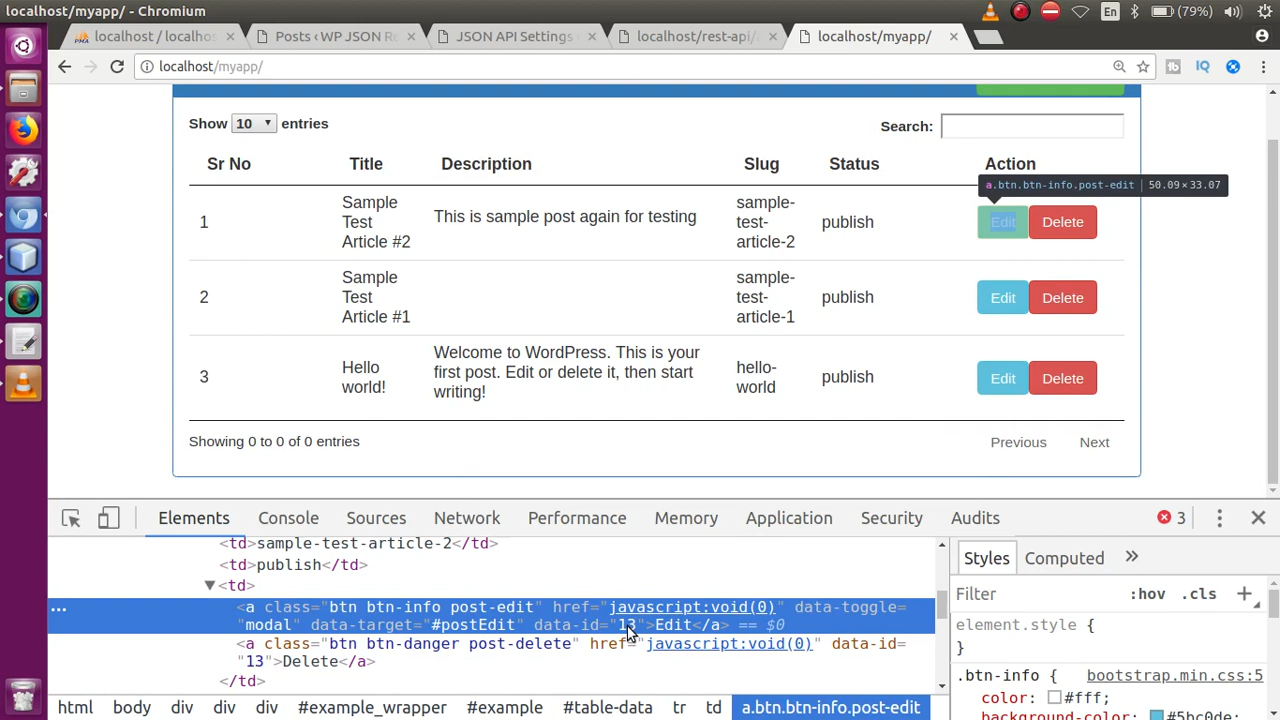 localhost/myapp/ - Chromium
En (79%)
localhost / localhos
Posts ‹ WP JSON Re
JSON API Settings
localhost/rest-api/
localhost/myapp/
localhost/myapp/
Show 10 entries
Search:
Sr No Title Description Slug Status Action
a.btn.btn-info.post-edit 50.09×33.07
1
Sample
Test
Article #2
This is sample post again for testing
sample-
test-
article-2
publish
Edit Delete
2
Sample
Test
Article #1
sample-
test-
article-1
publish
Edit Delete
3
Hello
world!
Welcome to WordPress. This is your
first post. Edit or delete it, then start
writing!
hello-
world
publish
Edit Delete
Showing 0 to 0 of 0 entries
Previous Next
Elements Console Sources Network Performance Memory Application Security Audits 3
<td>sample-test-article-2</td>
<td>publish</td>
<td>
<a class="btn btn-info post-edit" href="javascript:void(0)" data-toggle=
"modal" data-target="#postEdit" data-id="13">Edit</a> == $0
<a class="btn btn-danger post-delete" href="javascript:void(0)" data-id=
"13">Delete</a>
</td>
html body div div div #example_wrapper #example #table-data tr td a.btn.btn-info.post-edit
Styles Computed »
Filter :hov .cls +
element.style {
}
.btn-info { bootstrap.min.css:5
color: #fff;
background-color: #5bc0de;